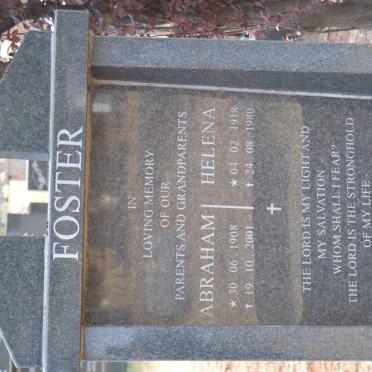 FOSTER
IN
LOVING MEMORY
OF OUR
PARENTS AND GRANDPARENTS
ABRAHAM | HELENA
★ 30 06 1908 ★ 04 02 1918
† 19 10 2001 † 24 08 1980
THE LORD IS MY LIGHT AND
MY SALVATION -
WHOM SHALL I FEAR?
THE LORD IS THE STRONGHOLD
OF MY LIFE -